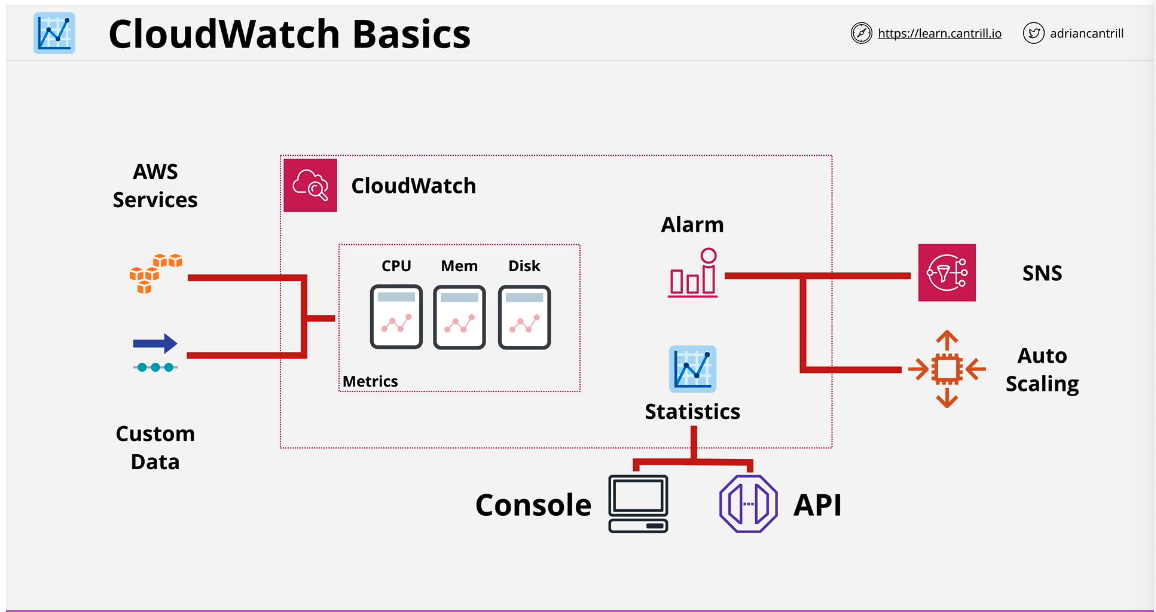 CloudWatch Basics
https://learn.cantrill.io
adriancantrill
AWS
Services
CloudWatch
Alarm
CPU
Mem
Disk
SNS
Metrics
Auto
Scaling
Statistics
Custom
Data
Console
API